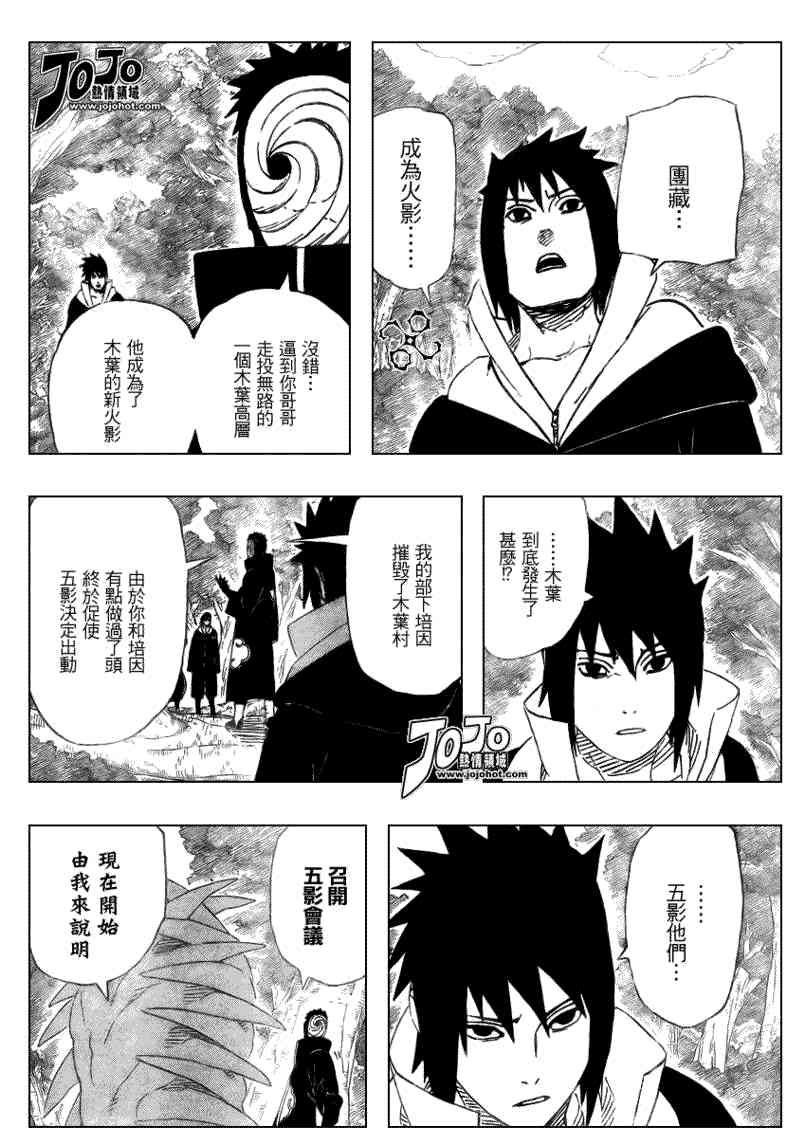 團藏…
成為火影……
JOJO
熱情領域
www.jojohot.com
沒錯…
逼到你哥哥
走投無路的
一個木葉高層
他成為了
木葉的新火影
……木葉
到底發生了
甚麼!?
我的部下培因
摧毀了木葉村
由於你和培因
有點做過了頭
終於促使
五影決定出動
JOJO
熱情領域
www.jojohot.com
……
五影他們…
召開
五影會議
現在開始
由我來說明